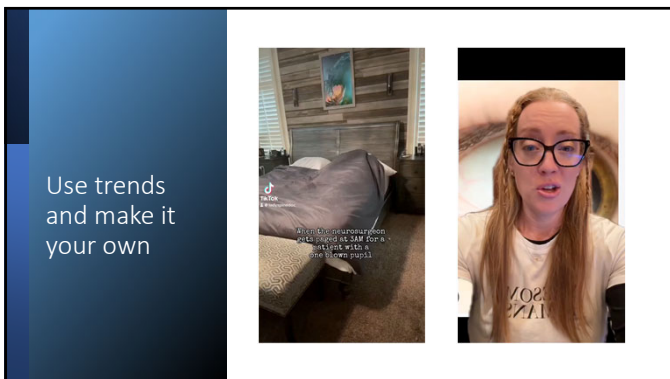 Use trends
and make it
your own
TikTok
When the neurosurgeon
gets paged at 3AM for a
patient with a
one blown pupil